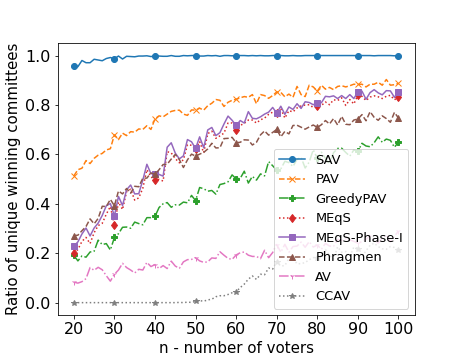 Ratio of unique winning committees
1.0
0.8
0.6
0.4
0.2
0.0
SAV
PAV
GreedyPAV
MEqS
MEqS-Phase-I
Phragmen
AV
CCAV
20 30 40 50 60 70 80 90 100
n - number of voters